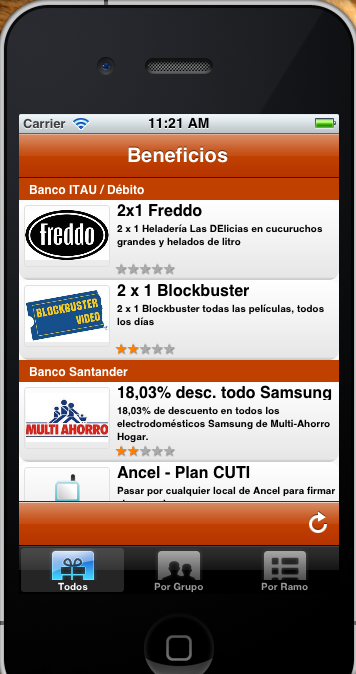 Carrier
11:21 AM
Beneficios
Banco ITAU / Débito
freddo
2x1 Freddo
2 x 1 Heladería Las DElicias en cucuruchos
grandes y helados de litro
BLOCKBUSTER
VIDEO
2 x 1 Blockbuster
2 x 1 Blockbuster todas las películas, todos
los días
Banco Santander
MULTI AHORRO
18,03% desc. todo Samsung
18,03% de descuento en todos los
electrodomésticos Samsung de Multi-Ahorro
Hogar.
Ancel - Plan CUTI
Pasar por cualquier local de Ancel para firmar
Todos
Por Grupo
Por Ramo